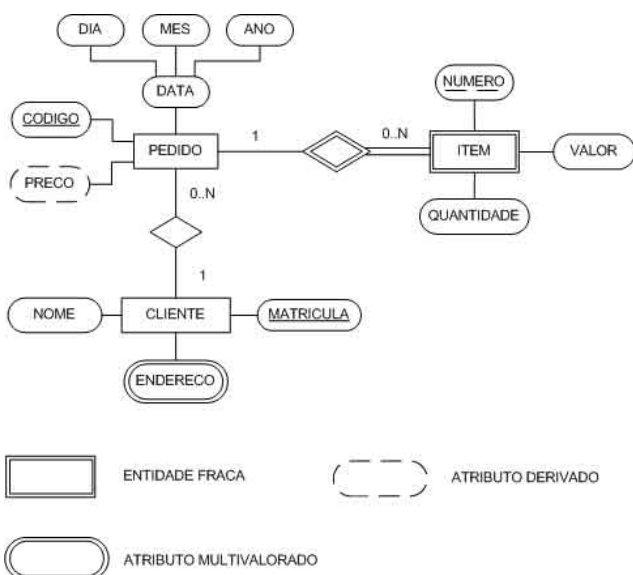 DIA MES ANO
DATA
NUMERO
CODIGO
1 0..N
PEDIDO ITEM VALOR
PRECO
0..N
QUANTIDADE
1
NOME CLIENTE MATRICULA
ENDERECO
ENTIDADE FRACA ATRIBUTO DERIVADO
ATRIBUTO MULTIVALORADO